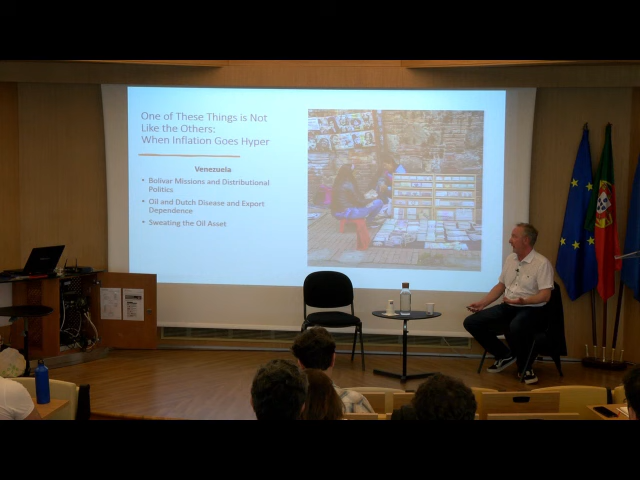 One of These Things is Not
Like the Others:
When Inflation Goes Hyper
Venezuela
• Bolivar Missions and Distributional
Politics
• Oil and Dutch Disease and Export
Dependence
• Sweating the Oil Asset